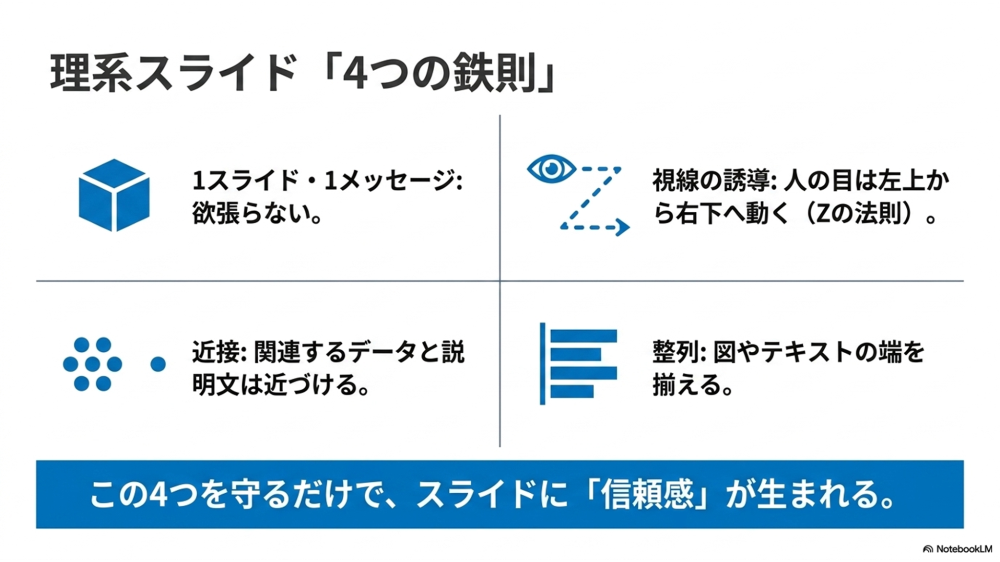 理系スライド「4つの鉄則」
1スライド・1メッセージ:
欲張らない。
視線の誘導: 人の目は左上か
ら右下へ動く（Zの法則）。
近接: 関連するデータと説
明文は近づける。
整列: 図やテキストの端を
揃える。
この4つを守るだけで、スライドに「信頼感」が生まれる。
NotebookLM